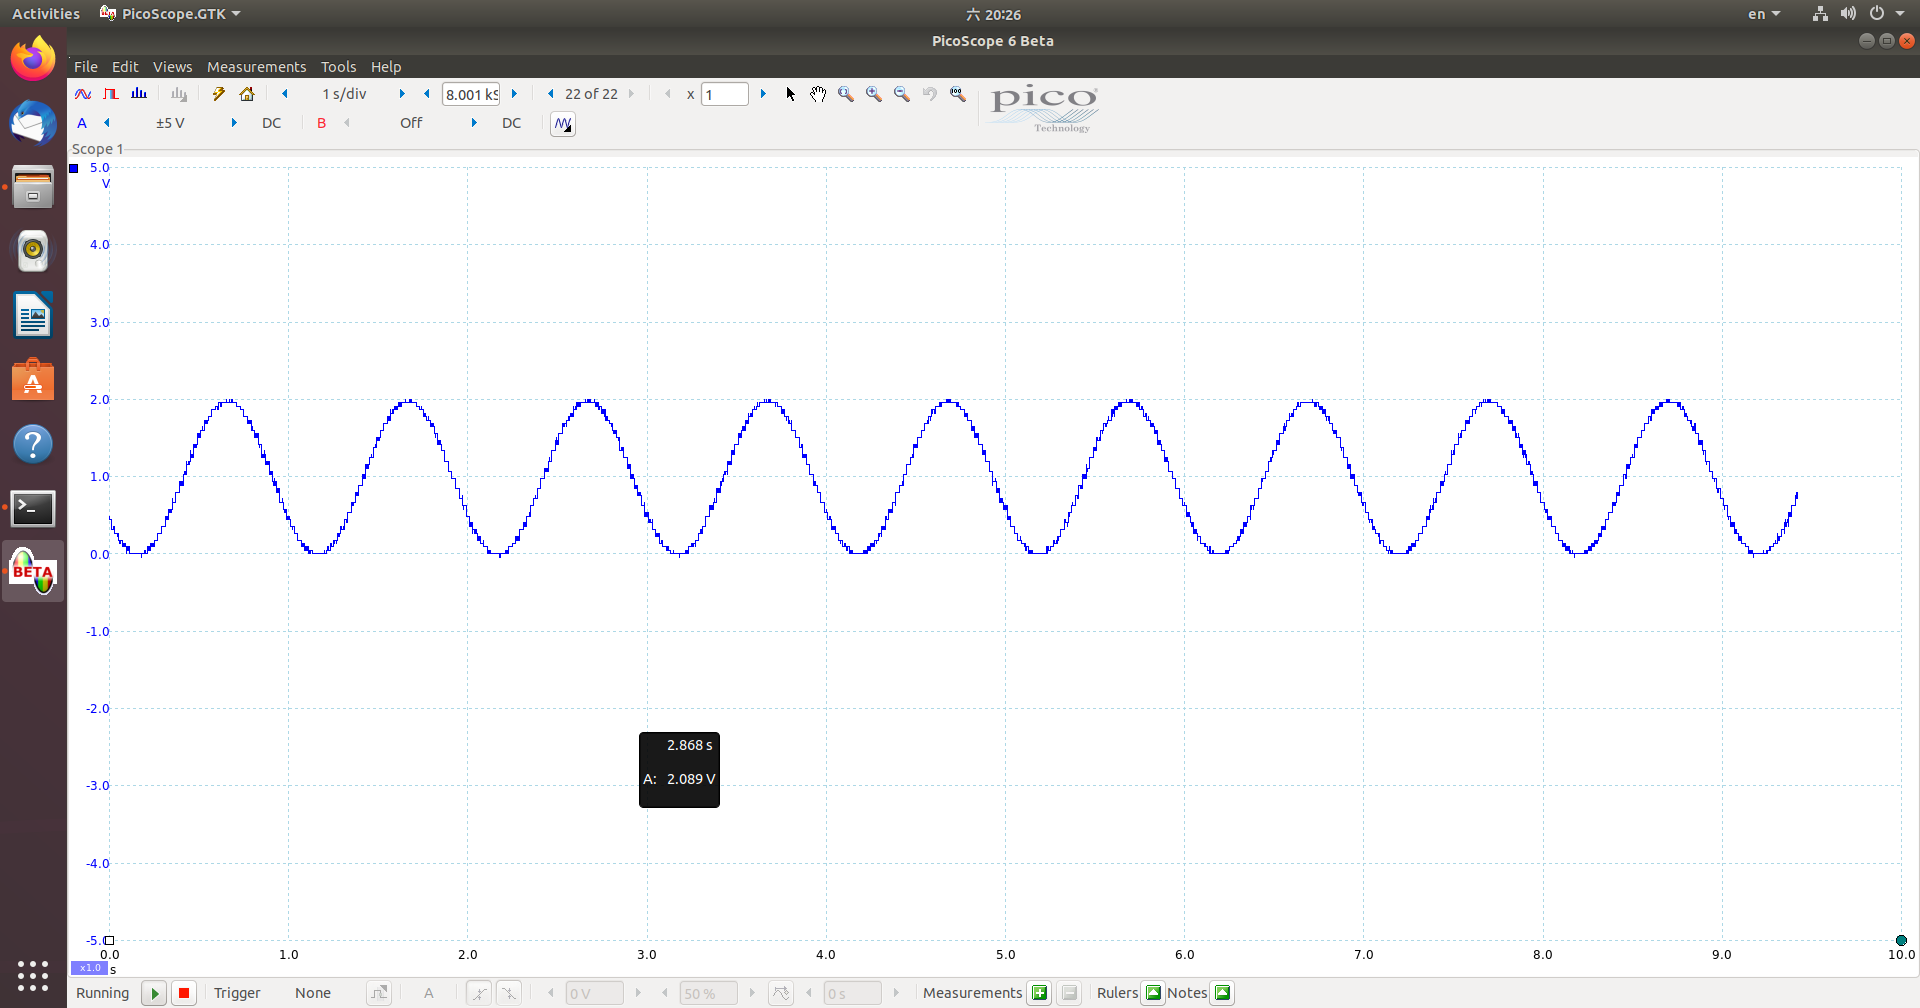 Activities PicoScope.GTK 六 20:26 en
PicoScope 6 Beta
File Edit Views Measurements Tools Help
1 s/div 8.001 kS 22 of 22 x 1
pico
Technology
A ±5 V DC B Off DC
Scope 1
5.0
V
4.0
3.0
2.0
1.0
0.0
-1.0
-2.0
-3.0
-4.0
-5.0
2.868 s
A: 2.089 V
0.0 1.0 2.0 3.0 4.0 5.0 6.0 7.0 8.0 9.0 10.0
x1.0 s
BETA
Running Trigger None A 0 V 50 % 0 s Measurements Rulers Notes